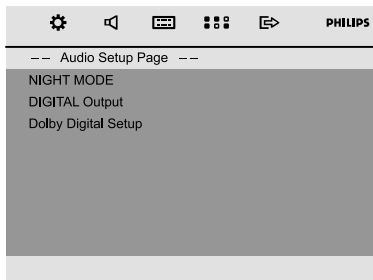 PHILIPS
-- Audio Setup Page --
NIGHT MODE
DIGITAL Output
Dolby Digital Setup